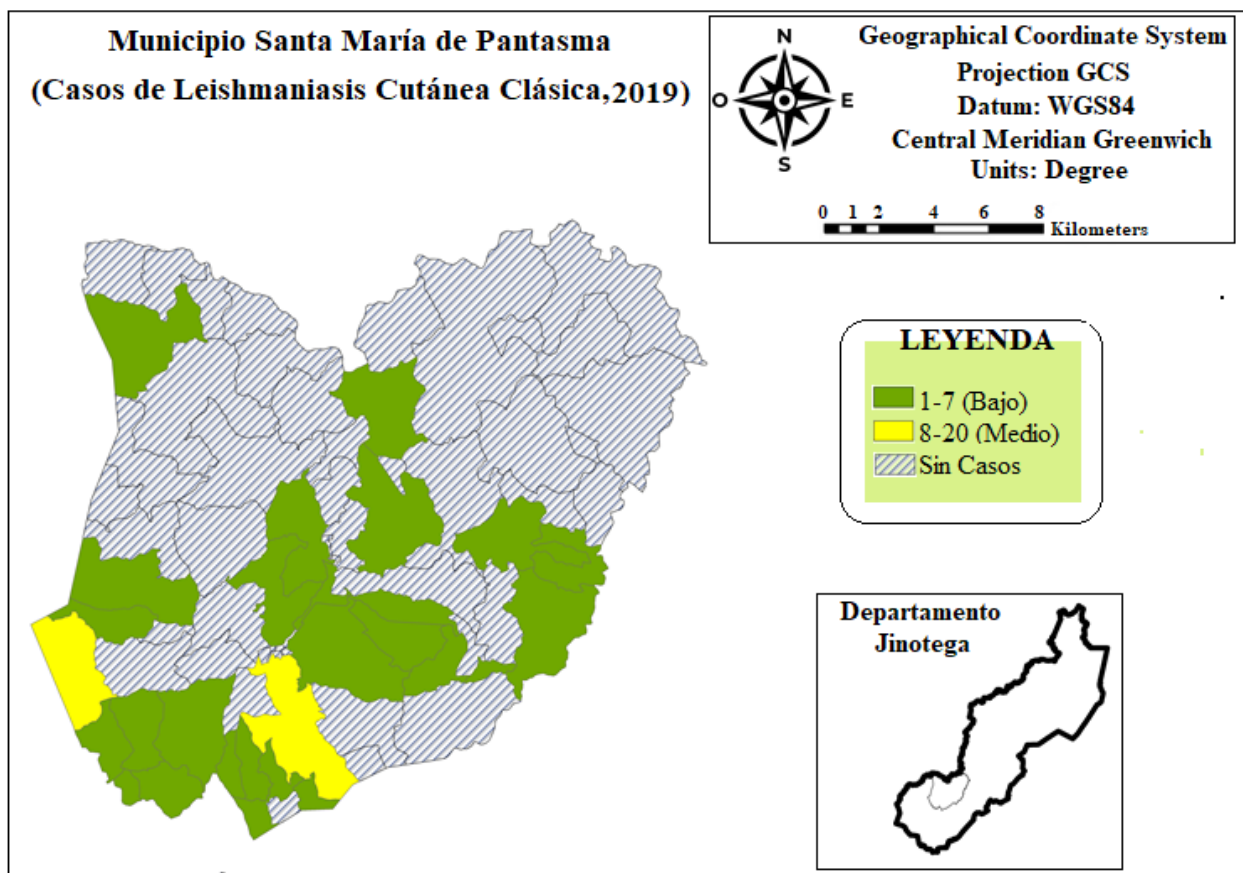 Municipio Santa María de Pantasma
(Casos de Leishmaniasis Cutánea Clásica,2019)
N
O
E
S
Geographical Coordinate System
Projection GCS
Datum: WGS84
Central Meridian Greenwich
Units: Degree
0 1 2 4 6 8
Kilometers
LEYENDA
1-7 (Bajo)
8-20 (Medio)
Sin Casos
Departamento
Jinotega